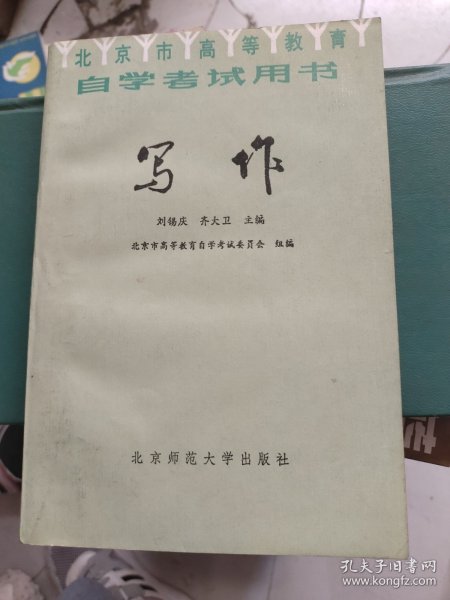 北京市高等教育
自学考试用书
写作
刘锡庆 齐大卫 主编
北京市高等教育自学考试委员会 组编
北京师范大学出版社
孔夫子旧书网
www.kongfz.com